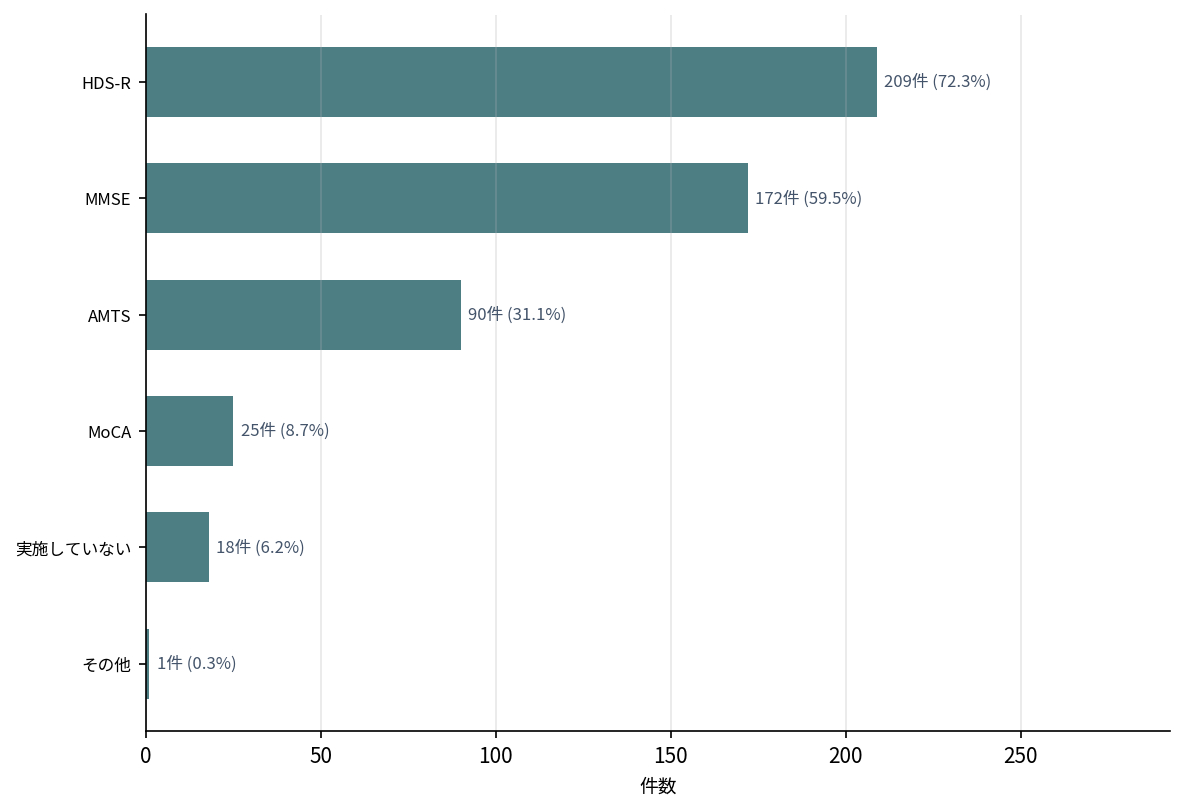 HDS-R
209件 (72.3%)
MMSE
172件 (59.5%)
AMTS
90件 (31.1%)
MoCA
25件 (8.7%)
実施していない
18件 (6.2%)
その他
1件 (0.3%)
0 50 100 150 200 250
件数